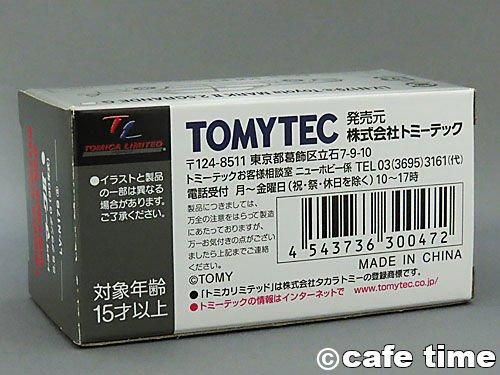 TL
TOMICA LIMITED
●イラストと製品
の一部は異なる
場合があります。
ご了承ください。
対象年齢
15才以上
TOMYTEC
発売元
株式会社トミーテック
〒124-8511 東京都葛飾区立石7-9-10
トミーテックお客様相談室 ニューホビー係 TEL 03(3695)3161(代)
電話受付 月〜金曜日(祝・祭・休日を除く)10〜17時
製品につきましては、
万全の注意をはらって製造
にあたっておりますが、
万一お気付きの点がござい
ましたら上記までご連絡
ください。
©TOMY
4 543736 300472
MADE IN CHINA
●「トミカリミテッド」は株式会社タカラトミーの登録商標です。
●トミーテックの情報はインターネットで www.tomytec.co.jp/
©cafe time